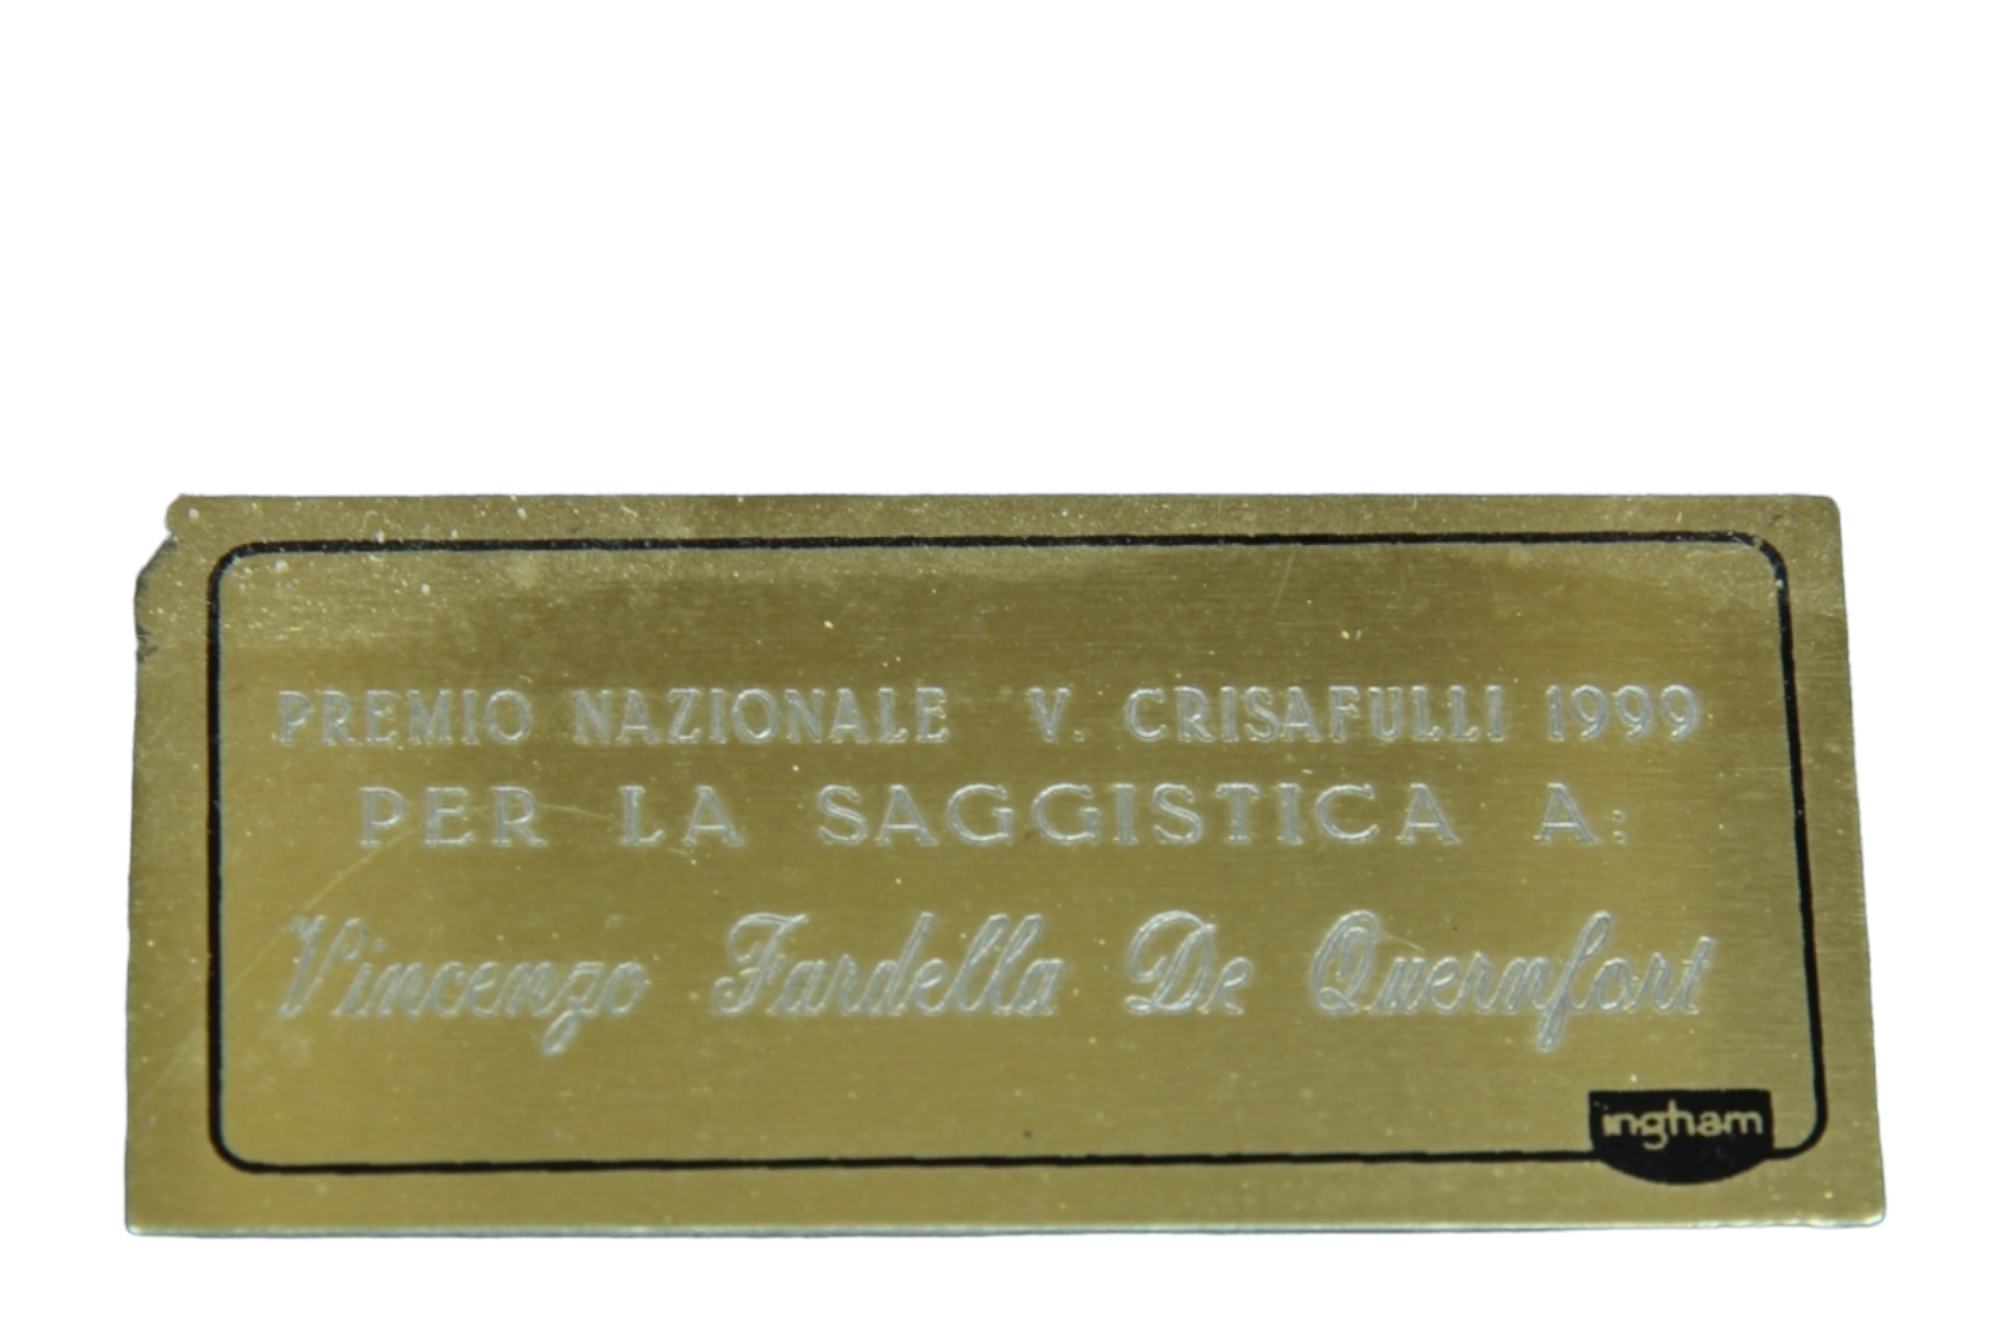 PREMIO NAZIONALE V. CRISAFULLI 1999
PER LA SAGGISTICA A:
Vincenzo Fardella De Quernfort
ingham